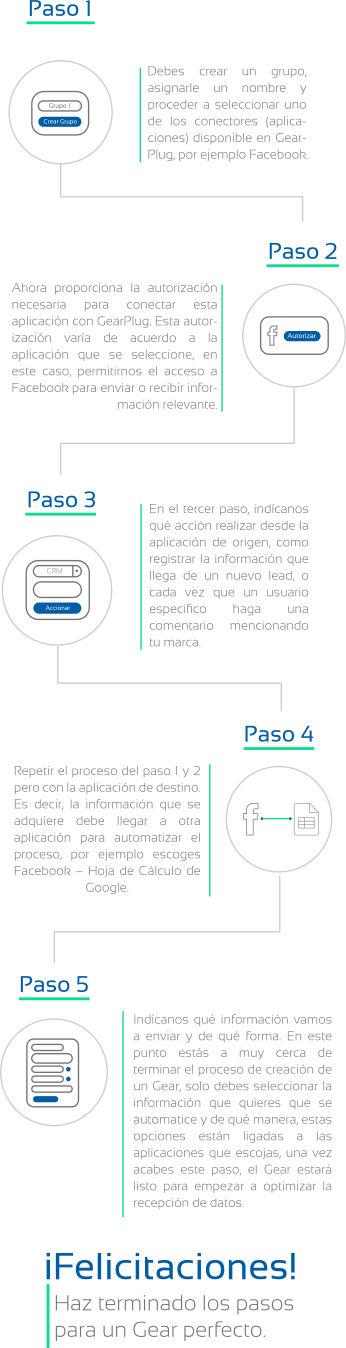 Paso 1
Grupo 1
Crear Grupo
Debes crear un grupo,
asignarle un nombre y
proceder a seleccionar uno
de los conectores (aplica-
ciones) disponible en Gear-
Plug, por ejemplo Facebook.
Paso 2
Ahora proporciona la autorización
necesaria para conectar esta
aplicación con GearPlug. Esta autor-
ización varía de acuerdo a la
aplicación que se seleccione, en
este caso, permitirnos el acceso a
Facebook para enviar o recibir infor-
mación relevante.
Autorizar
Paso 3
CRM
Accionar
En el tercer paso, indícanos
qué acción realizar desde la
aplicación de origen, como
registrar la información que
llega de un nuevo lead, o
cada vez que un usuario
especifico haga una
comentario mencionando
tu marca.
Paso 4
Repetir el proceso del paso 1 y 2
pero con la aplicación de destino.
Es decir, la información que se
adquiere debe llegar a otra
aplicación para automatizar el
proceso, por ejemplo escoges
Facebook – Hoja de Cálculo de
Google.
Paso 5
Indícanos qué información vamos
a enviar y de qué forma. En este
punto estás a muy cerca de
terminar el proceso de creación de
un Gear, solo debes seleccionar la
información que quieres que se
automatice y de qué manera, estas
opciones están ligadas a las
aplicaciones que escojas, una vez
acabes este paso, el Gear estará
listo para empezar a optimizar la
recepción de datos.
¡Felicitaciones!
Haz terminado los pasos
para un Gear perfecto.